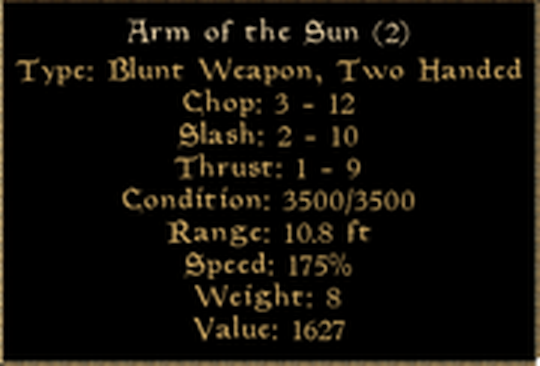 Arm of the Sun (2)
Type: Blunt Weapon, Two Handed
Chop: 3 - 12
Slash: 2 - 10
Thrust: 1 - 9
Condition: 3500/3500
Range: 10.8 ft
Speed: 175%
Weight: 8
Value: 1627